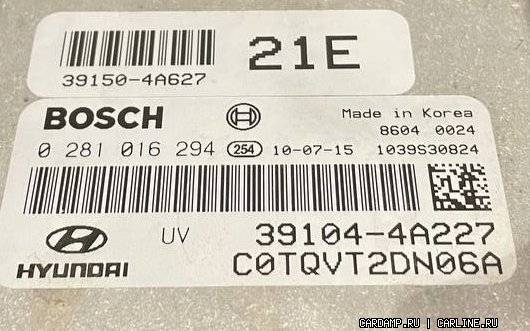 21E
39150-4A627
BOSCH
Made in Korea
8604 0024
0 281 016 294 254 10-07-15 1039S30824
UV 39104-4A227
HYUNDAI C0TQVT2DN06A
CARDAMP.RU | CARLINE.RU